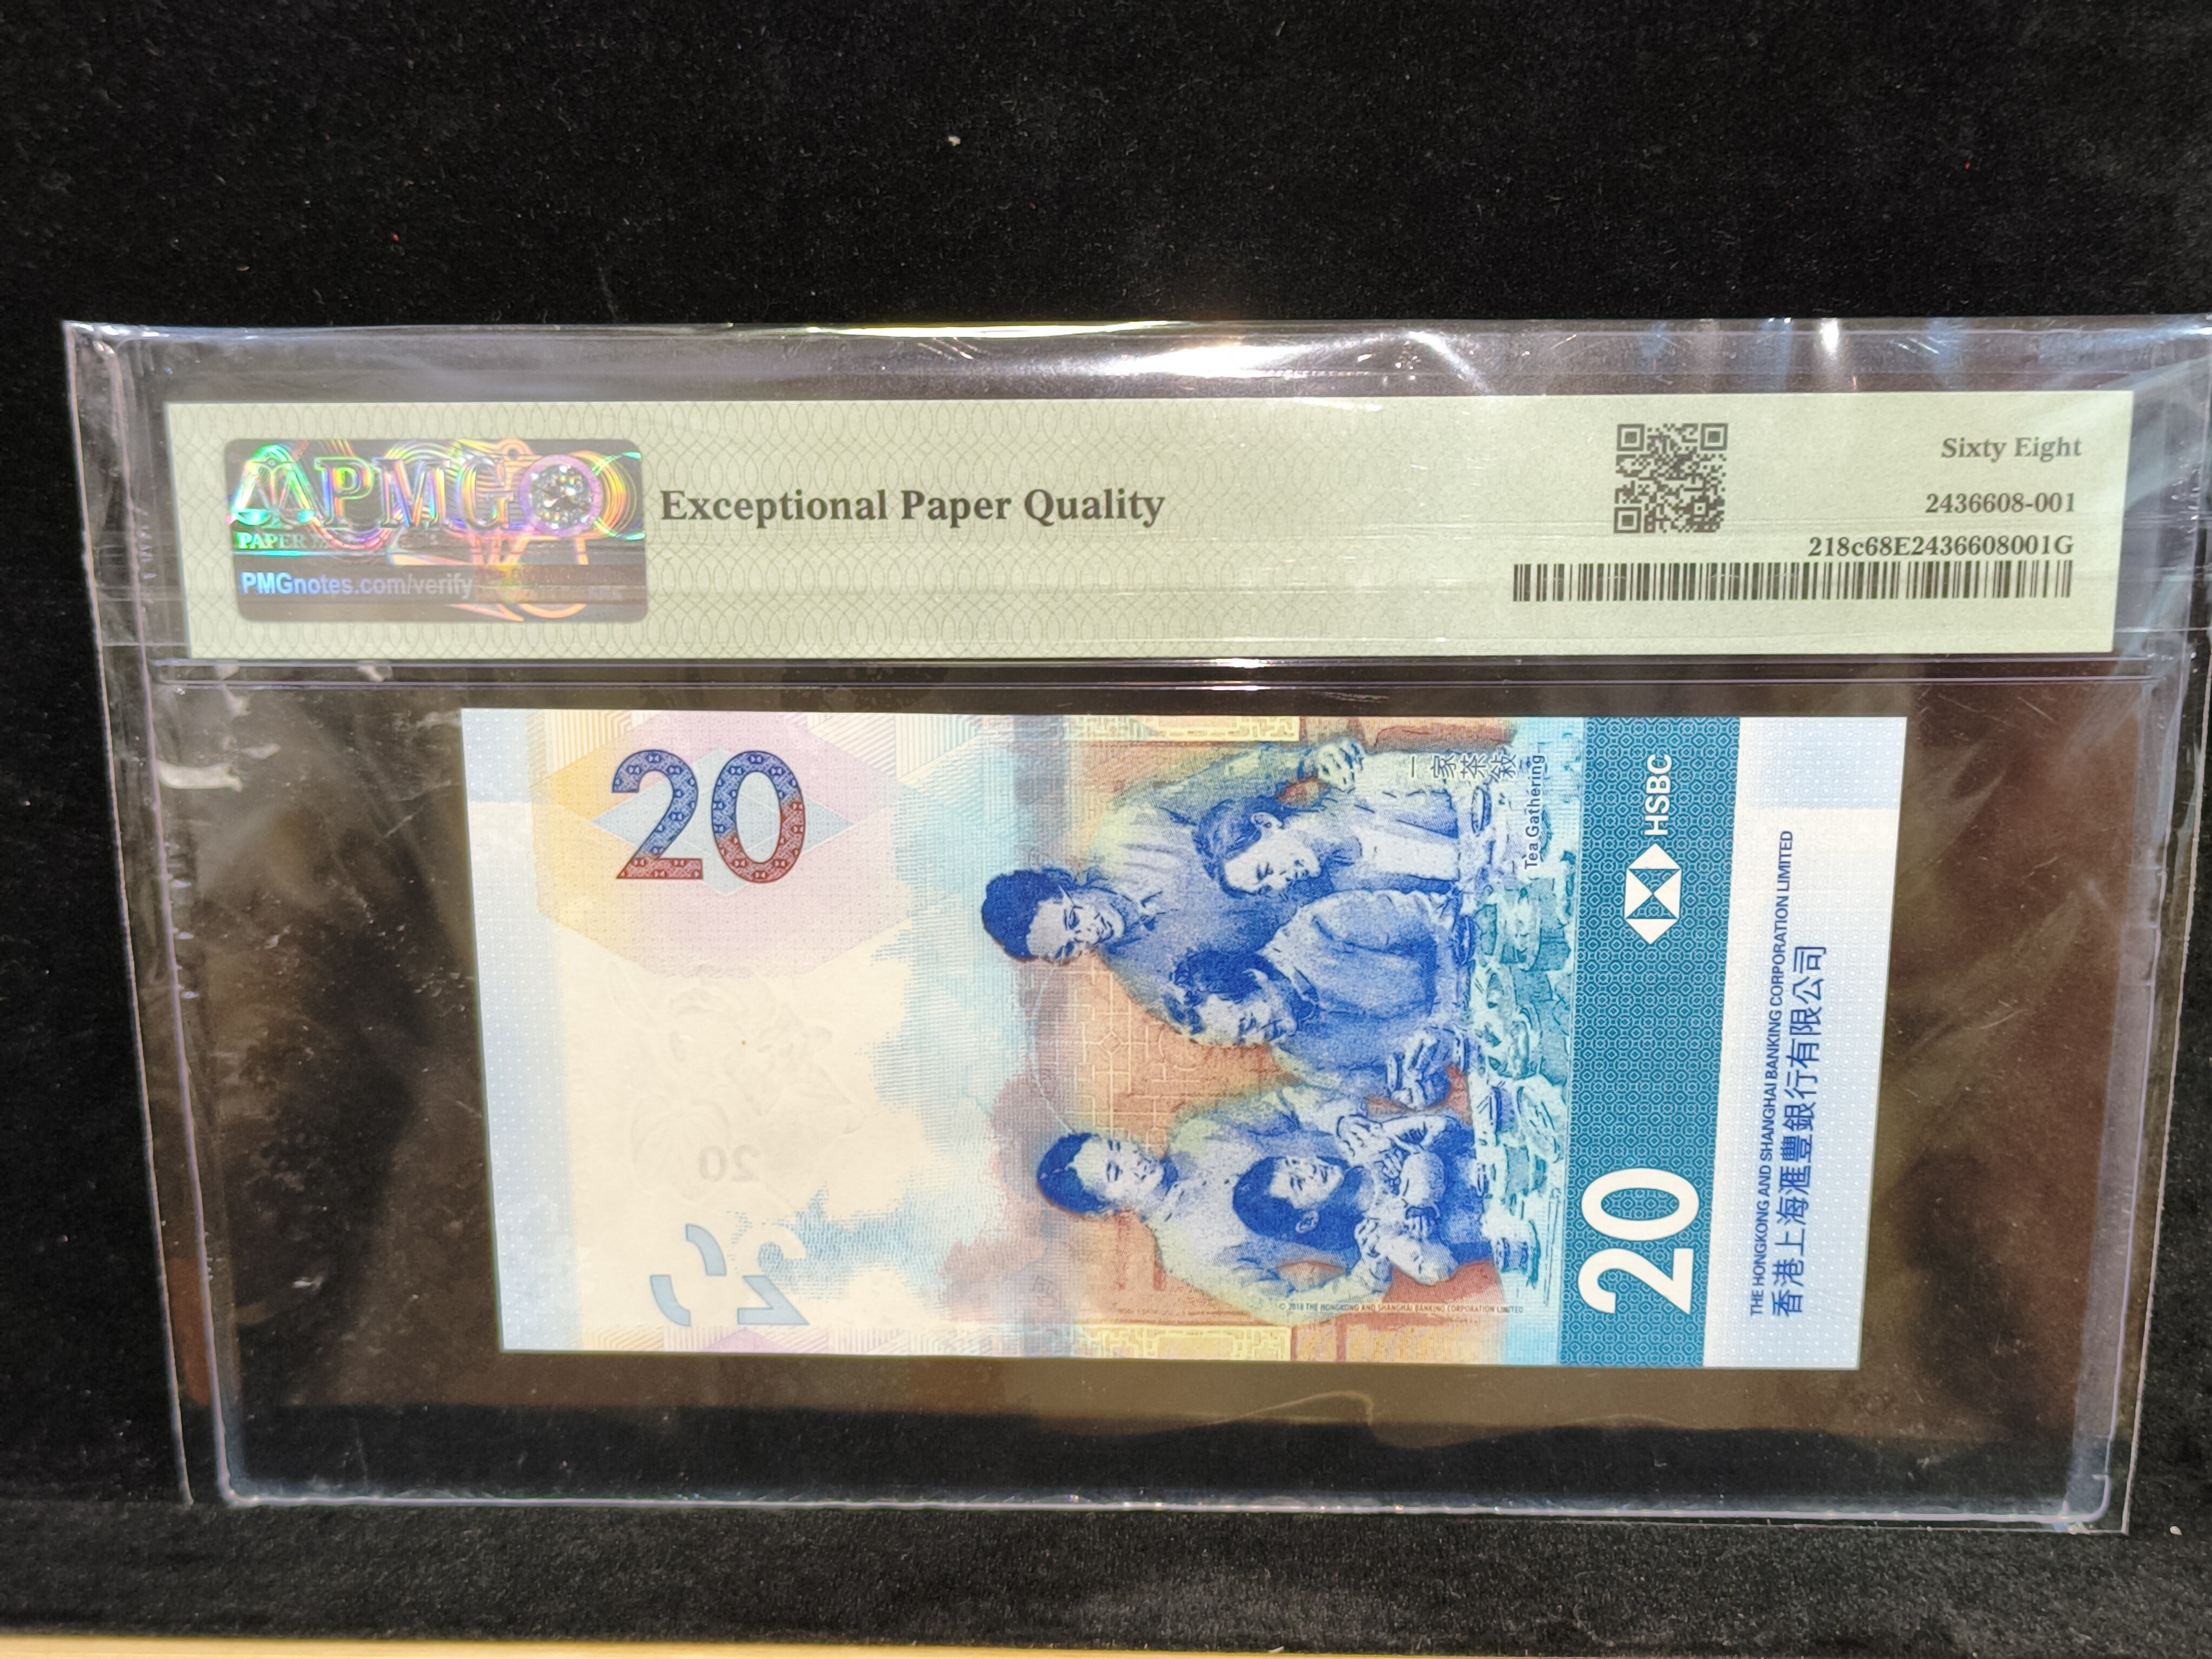 PMG
PAPER
PMGnotes.com/verify
Exceptional Paper Quality
Sixty Eight
2436608-001
218c68E2436608001G
20
一家茶敍
Tea Gathering
HSBC
20
THE HONGKONG AND SHANGHAI BANKING CORPORATION LIMITED
香港上海滙豐銀行有限公司
20
© 2018 THE HONGKONG AND SHANGHAI BANKING CORPORATION LIMITED